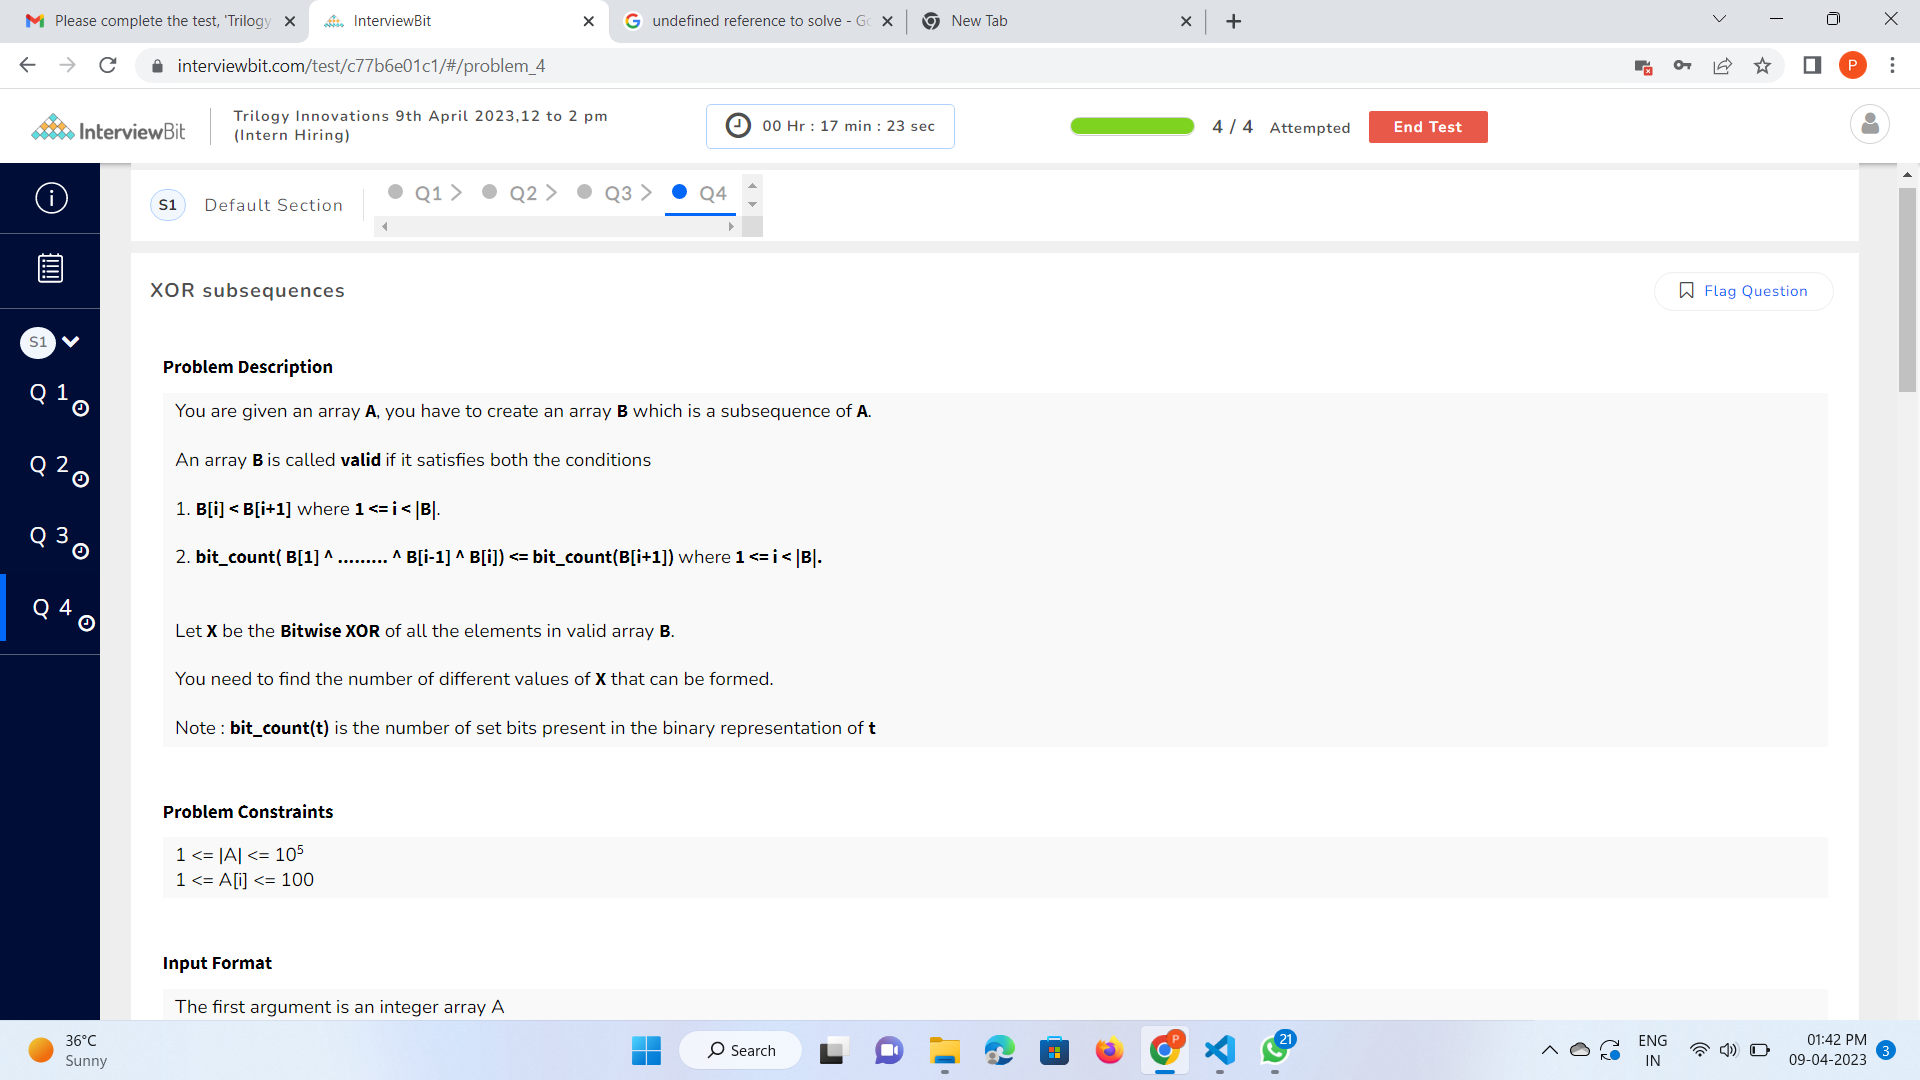 Please complete the test, 'Trilogy
InterviewBit
undefined reference to solve - Go
New Tab
interviewbit.com/test/c77b6e01c1/#/problem_4
P
InterviewBit
Trilogy Innovations 9th April 2023,12 to 2 pm
(Intern Hiring)
00 Hr : 17 min : 23 sec
4 / 4 Attempted
End Test
S1 Default Section
Q1 Q2 Q3 Q4
S1
Q 1
Q 2
Q 3
Q 4
XOR subsequences
Flag Question
Problem Description
You are given an array A, you have to create an array B which is a subsequence of A.
An array B is called valid if it satisfies both the conditions
1. B[i] < B[i+1] where 1 <= i < |B|.
2. bit_count( B[1] ^ ......... ^ B[i-1] ^ B[i]) <= bit_count(B[i+1]) where 1 <= i < |B|.
Let X be the Bitwise XOR of all the elements in valid array B.
You need to find the number of different values of X that can be formed.
Note : bit_count(t) is the number of set bits present in the binary representation of t
Problem Constraints
1 <= |A| <= 10⁵
1 <= A[i] <= 100
Input Format
The first argument is an integer array A
36°C
Sunny
Search
P
21
ENG
IN
01:42 PM
09-04-2023
3